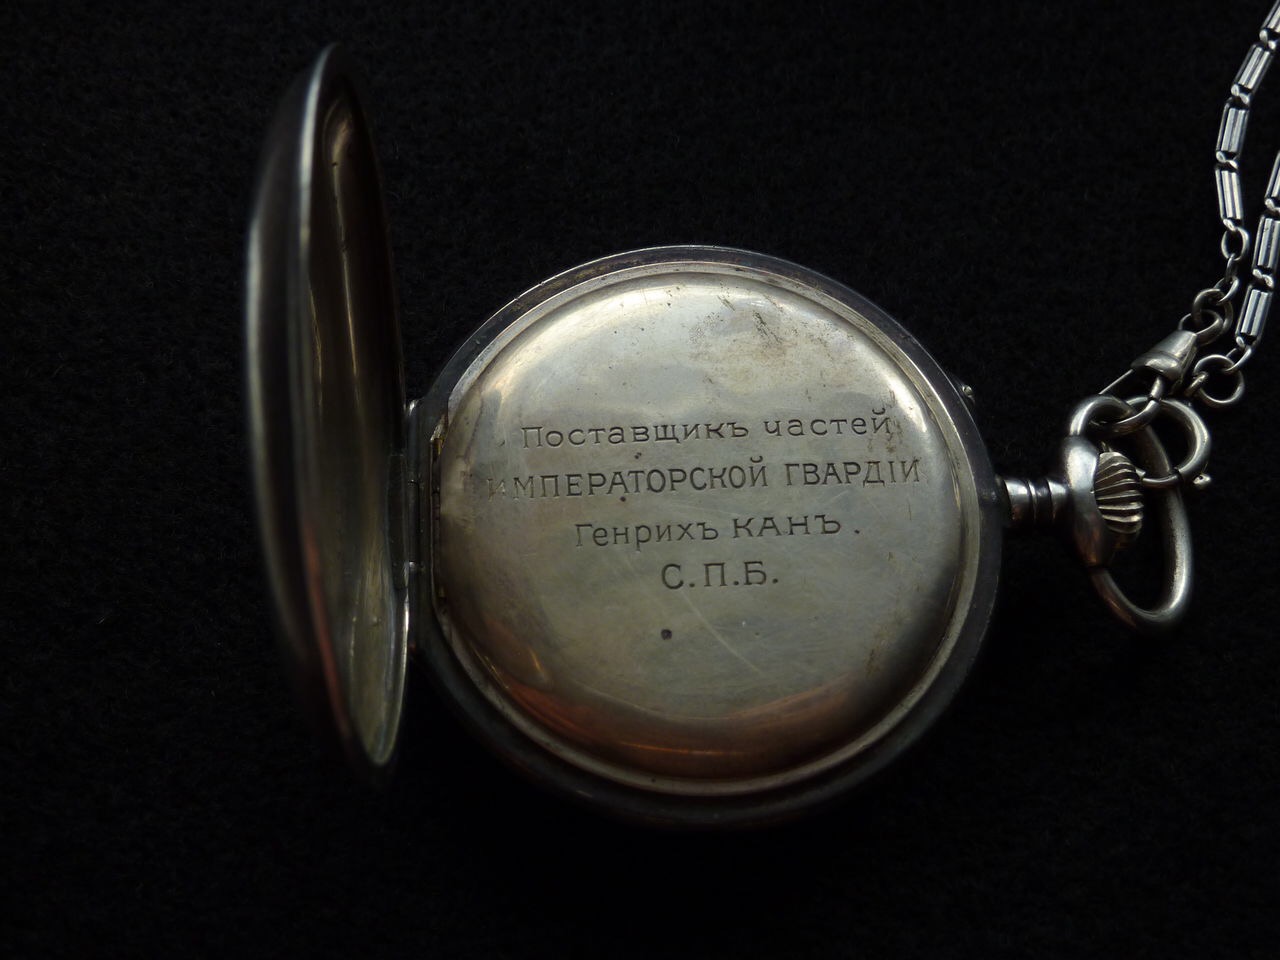 Поставщикъ частей
ИМПЕРАТОРСКОЙ ГВАРДІИ
Генрихъ КАНЪ.
С.П.Б.